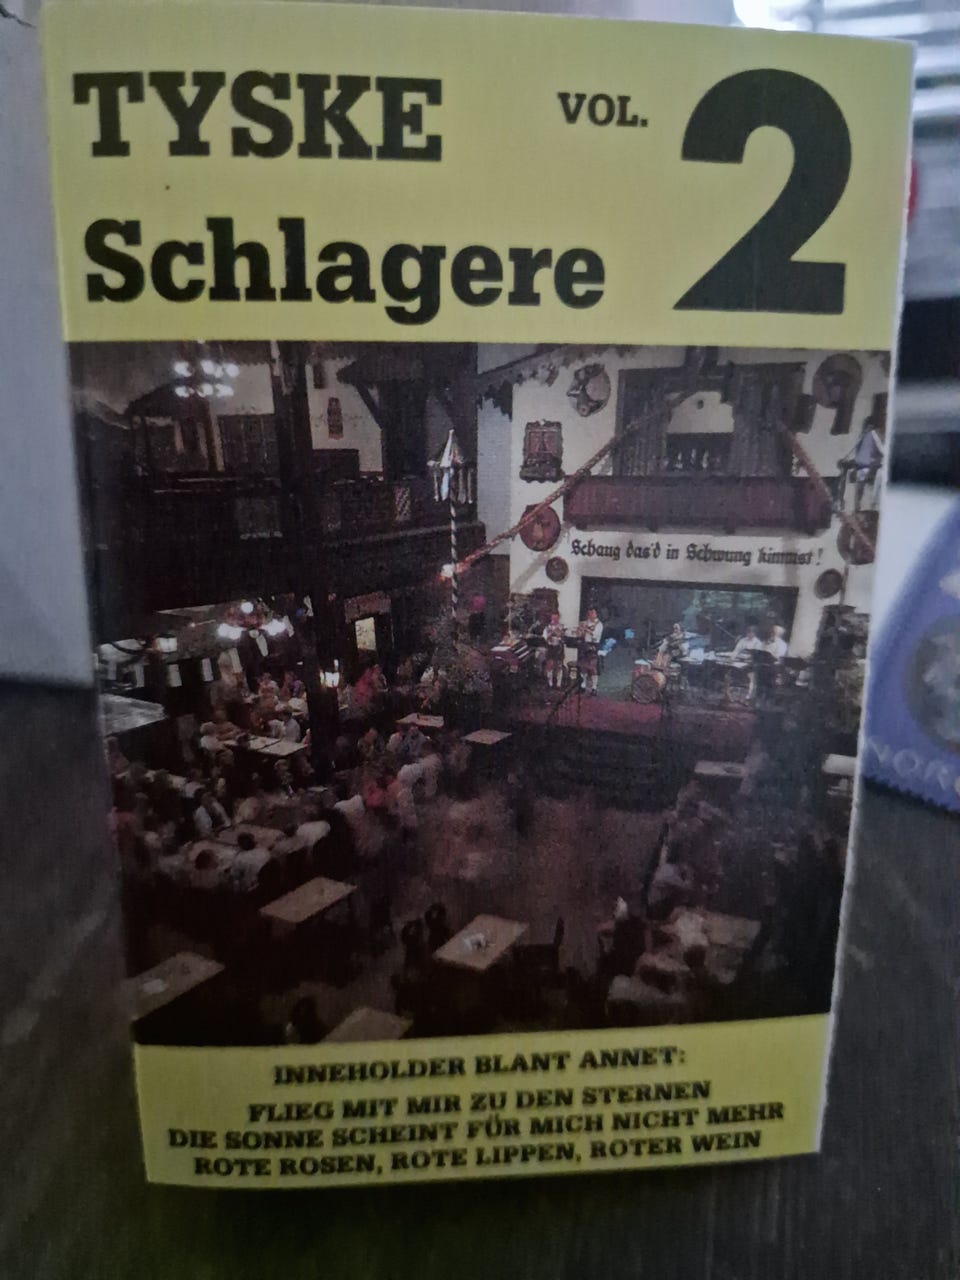 TYSKE
VOL. 2
Schlagere
Schaug das'd in Schwung kimmst!
NOR
INNEHOLDER BLANT ANNET:
FLIEG MIT MIR ZU DEN STERNEN
DIE SONNE SCHEINT FÜR MICH NICHT MEHR
ROTE ROSEN, ROTE LIPPEN, ROTER WEIN